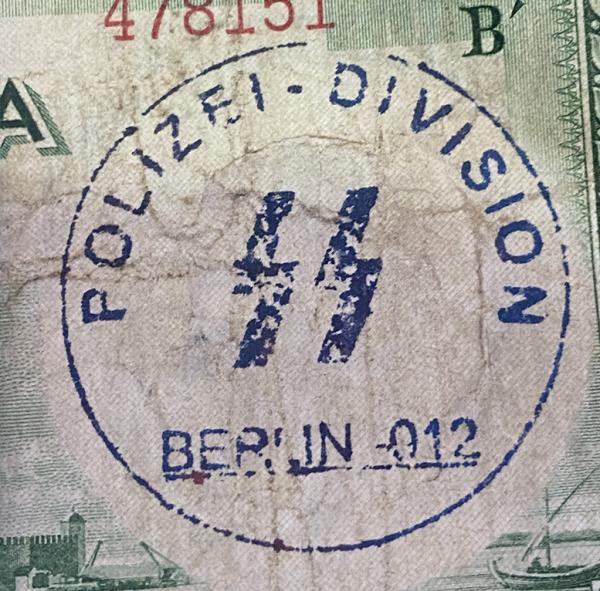 478151
B´
A
POLIZEI-DIVISION
BERLIN -012